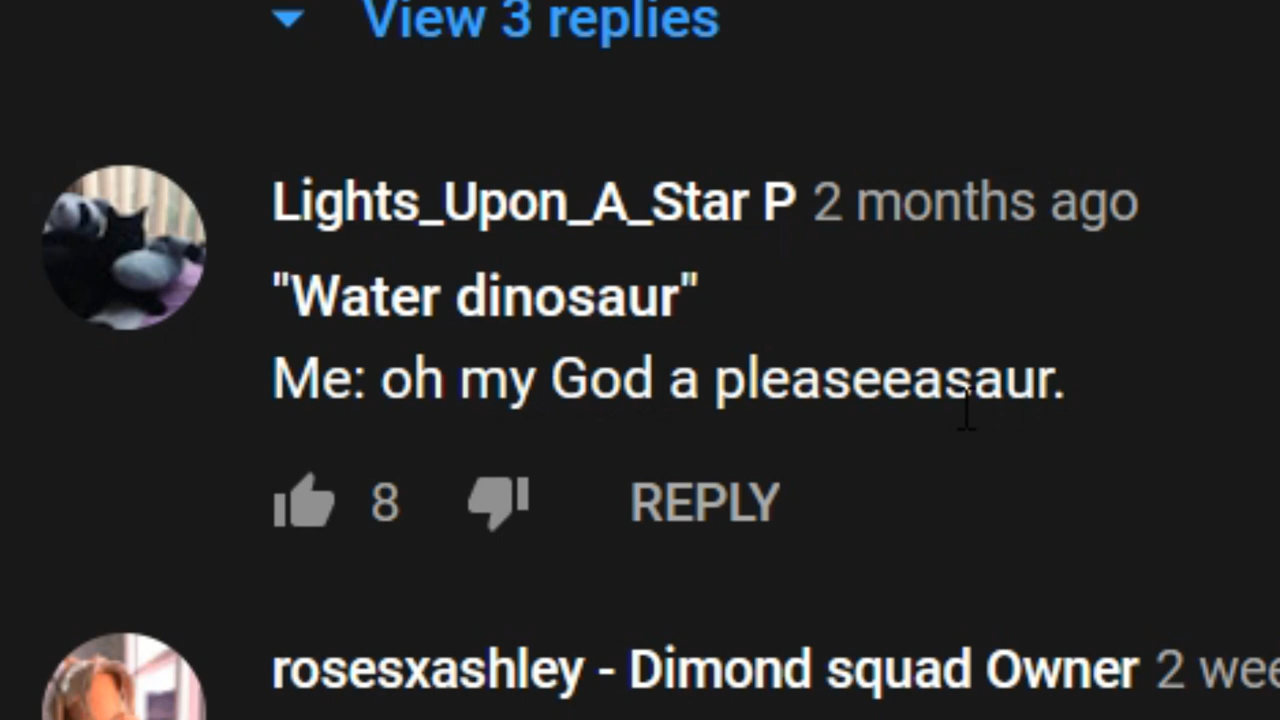 View 3 replies
Lights_Upon_A_Star P 2 months ago
"Water dinosaur"
Me: oh my God a pleaseeasaur.
8 REPLY
rosesxashley - Dimond squad Owner 2